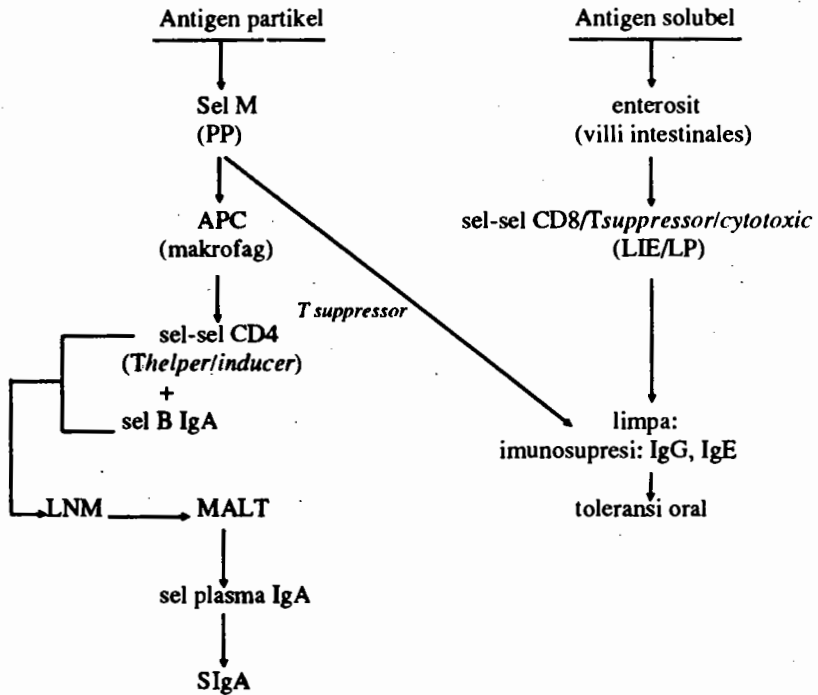 Antigen partikel
Sel M
(PP)
APC
(makrofag)
T suppressor
sel-sel CD4
(Thelper/inducer)
+
sel B IgA
LNM
MALT
sel plasma IgA
SIgA
Antigen solubel
enterosit
(villi intestinales)
sel-sel CD8/Tsuppressor/cytotoxic
(LIE/LP)
limpa:
imunosupresi: IgG, IgE
toleransi oral